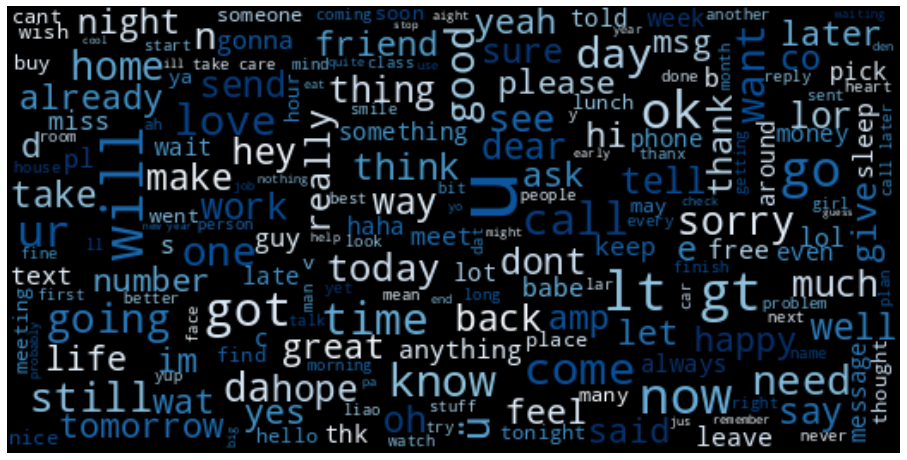 cant night n someone coming soon aight yeah told week another waiting
wish gonna friend stop sure day msg year later den
cool start good co
buy home ill take care mind quite class use please done b month want reply pick
already ya send hour eat thing see ok thank sent heart
miss ah love smile something lunch y hi phone money lor
d room will wait hey really think u dear early thanx around go sleep
house pl make job nothing best way bit ask people tell getting call later
take went work person yo call may check every girl give
ur new year help haha look meet dat might sorry guess
fine ll s one guy v keep e free even lol
text number late today lot dont babe lar lt gt car finish much plan
first better man yet mean end long problem
meeting going face got c talk time back amp let next well
probably life im find great anything place happy name
yup morning know come always
still wat dahope pa many now need message thought
nice tomorrow big yes hello thk liao oh watch try stuff tonight u feel said jus remember right leave say never